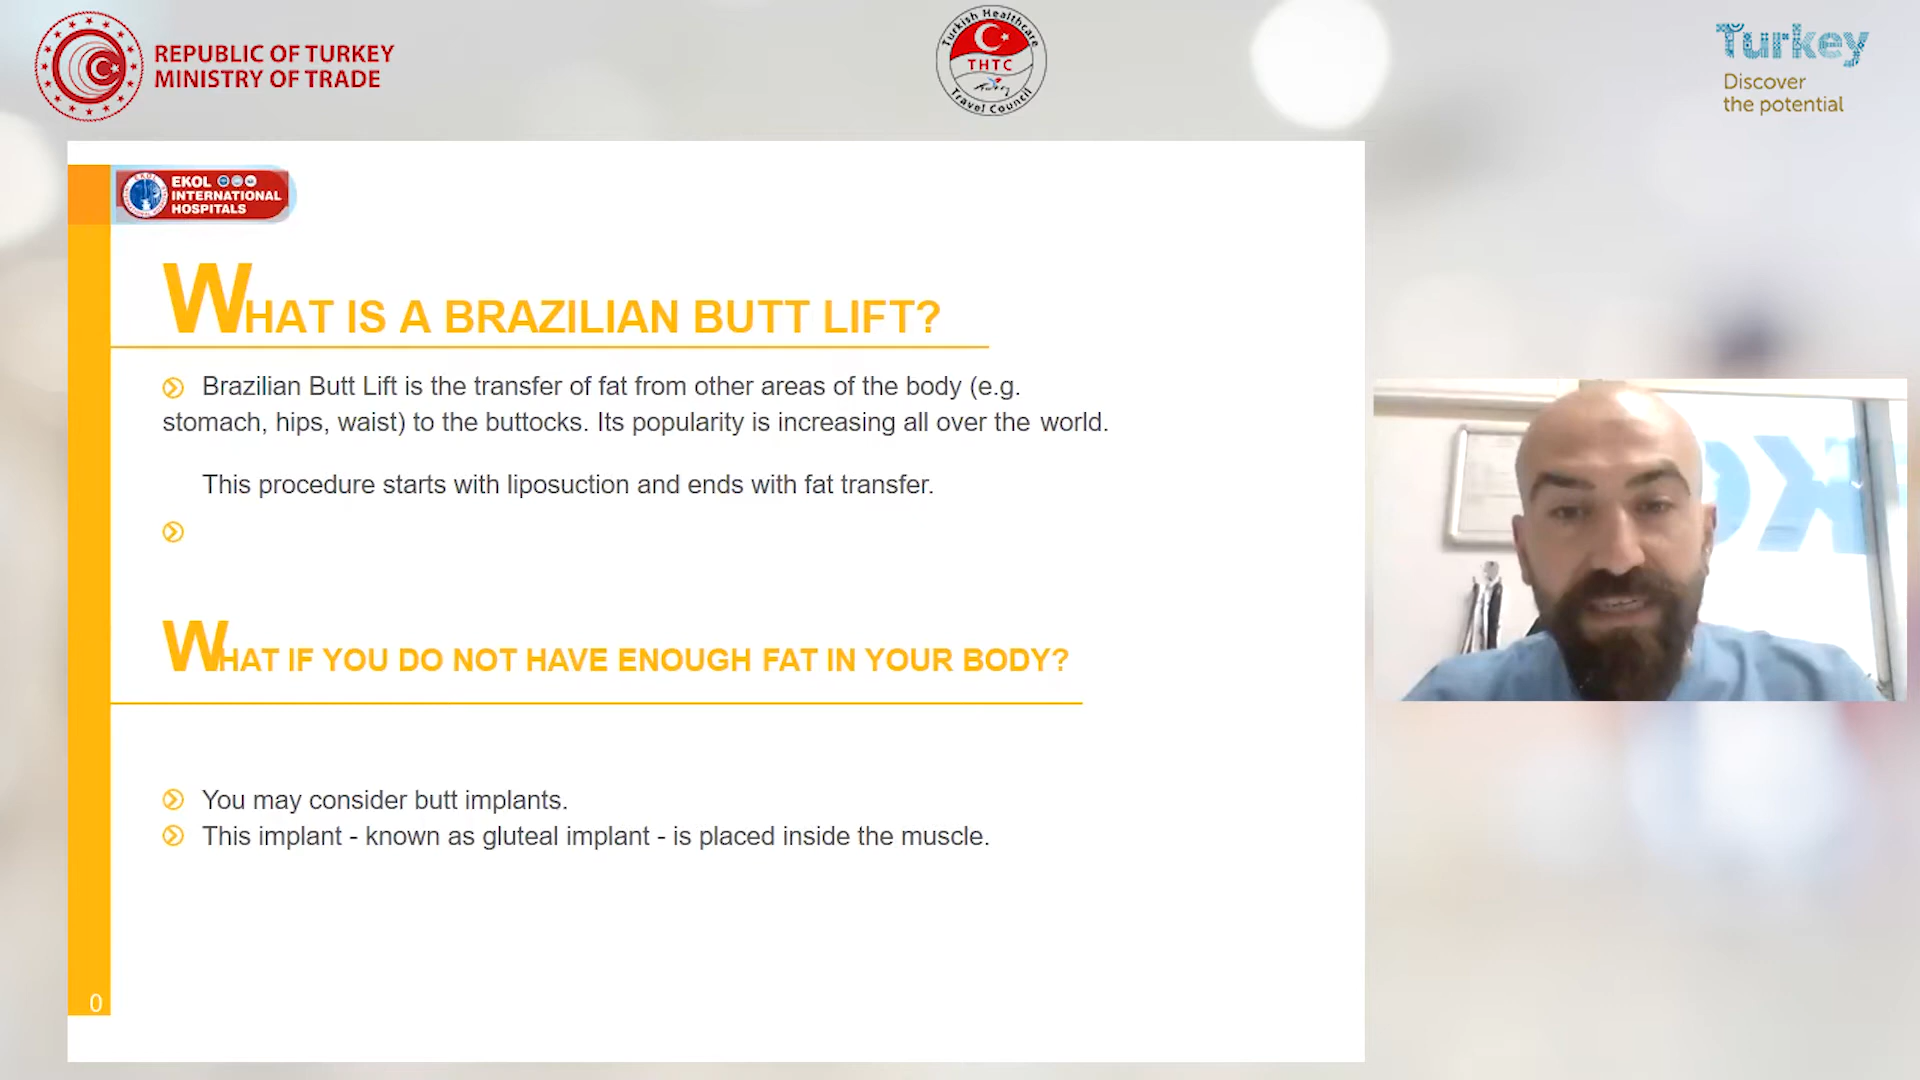 REPUBLIC OF TURKEY
MINISTRY OF TRADE
Turkish Healthcare
THTC
Travel Council
Turkey
Discover
the potential
EKOL
INTERNATIONAL
HOSPITALS
WHAT IS A BRAZILIAN BUTT LIFT?
Brazilian Butt Lift is the transfer of fat from other areas of the body (e.g.
stomach, hips, waist) to the buttocks. Its popularity is increasing all over the world.
This procedure starts with liposuction and ends with fat transfer.
WHAT IF YOU DO NOT HAVE ENOUGH FAT IN YOUR BODY?
You may consider butt implants.
This implant - known as gluteal implant - is placed inside the muscle.
0